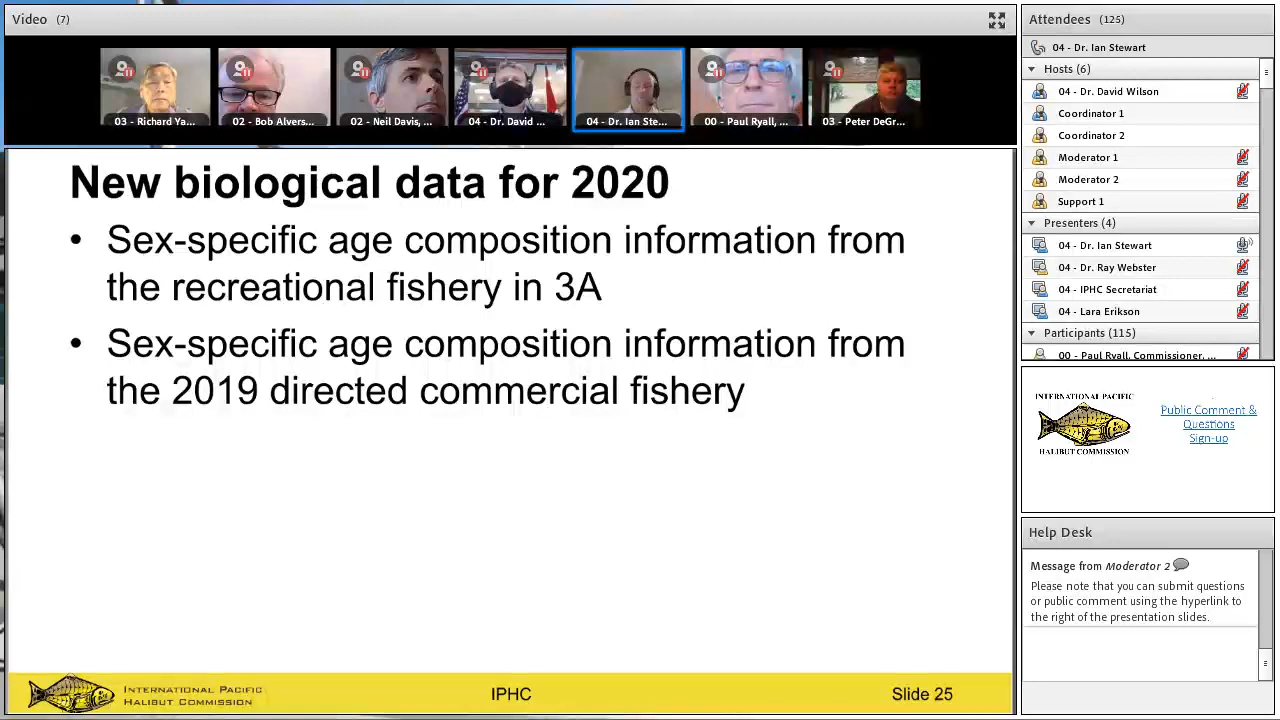 Video (7)
03 - Richard Ya...
02 - Bob Alvers...
02 - Neil Davis, ...
04 - Dr. David ...
04 - Dr. Ian Ste...
00 - Paul Ryall, ...
03 - Peter DeGr...
New biological data for 2020
• Sex-specific age composition information from
the recreational fishery in 3A
• Sex-specific age composition information from
the 2019 directed commercial fishery
INTERNATIONAL PACIFIC
HALIBUT COMMISSION
IPHC
Slide 25
Attendees (125)
04 - Dr. Ian Stewart
Hosts (6)
04 - Dr. David Wilson
Coordinator 1
Coordinator 2
Moderator 1
Moderator 2
Support 1
Presenters (4)
04 - Dr. Ian Stewart
04 - Dr. Ray Webster
04 - IPHC Secretariat
04 - Lara Erikson
Participants (115)
00 - Paul Ryall, Commissioner, ...
INTERNATIONAL PACIFIC
HALIBUT COMMISSION
Public Comment &
Questions
Sign-up
Help Desk
Message from Moderator 2
Please note that you can submit questions
or public comment using the hyperlink to
the right of the presentation slides.